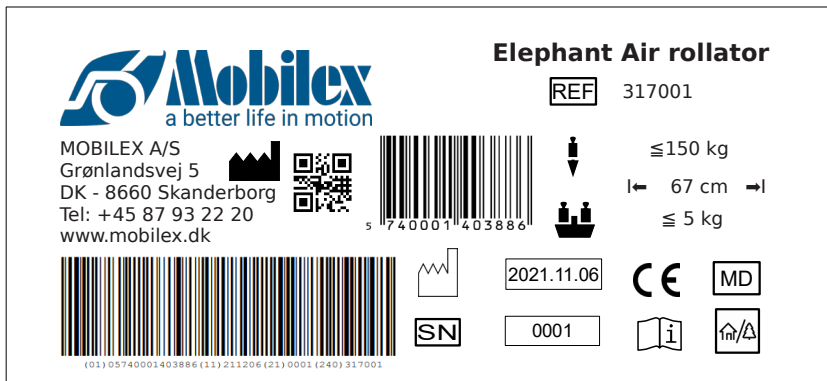 Mobilex
a better life in motion
Elephant Air rollator
REF 317001
MOBILEX A/S
Grønlandsvej 5
DK - 8660 Skanderborg
Tel: +45 87 93 22 20
www.mobilex.dk
5 740001 403886
≦150 kg
67 cm
≦ 5 kg
2021.11.06
CE
MD
SN
0001
i
(01)05740001403886(11)211206(21)0001(240)317001